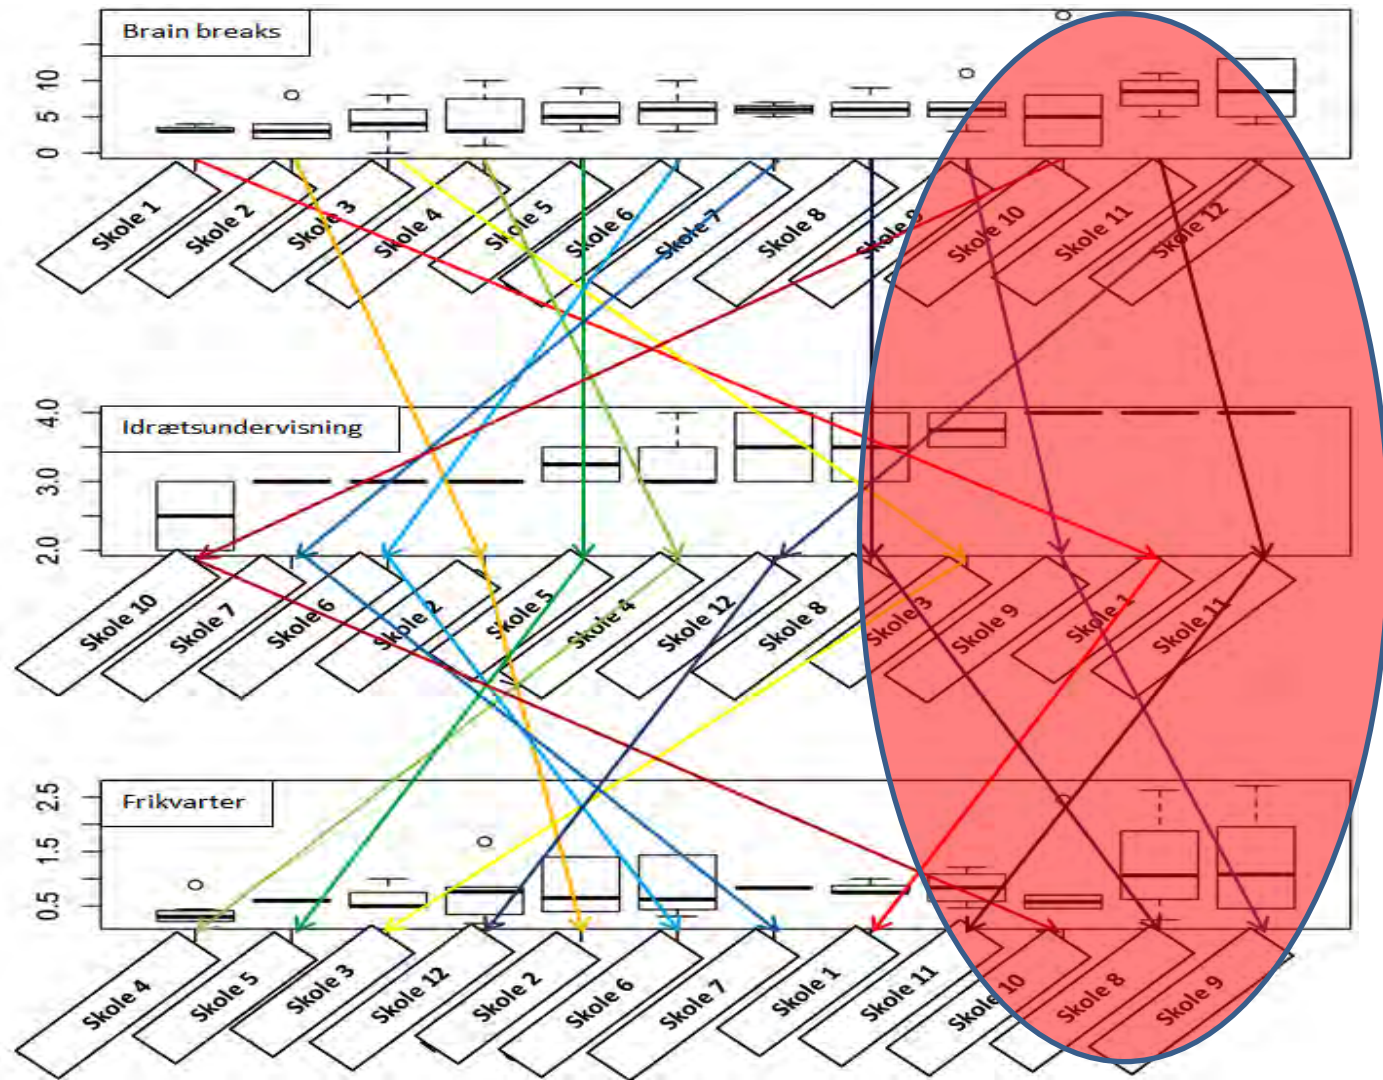 Brain breaks
10
5
0
Skole 1
Skole 2
Skole 3
Skole 4
Skole 5
Skole 6
Skole 7
Skole 8
Skole 9
Skole 10
Skole 11
Skole 12
Idrætsundervisning
4.0
3.0
2.0
Skole 10
Skole 7
Skole 6
Skole 2
Skole 5
Skole 4
Skole 12
Skole 8
Skole 3
Skole 9
Skole 1
Skole 11
Frikvarter
2.5
1.5
0.5
Skole 4
Skole 5
Skole 3
Skole 12
Skole 2
Skole 6
Skole 7
Skole 1
Skole 11
Skole 10
Skole 8
Skole 9